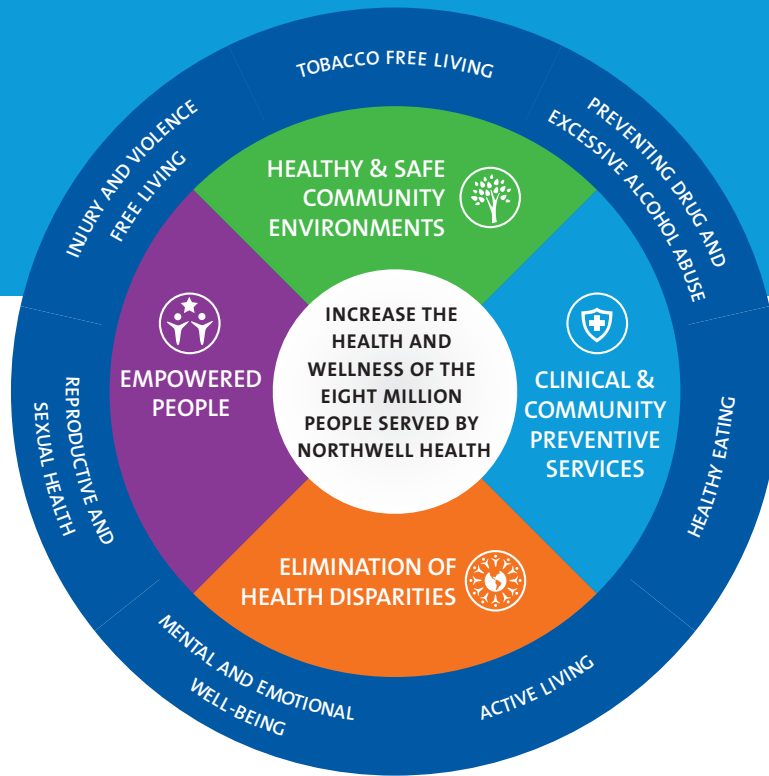 TOBACCO FREE LIVING
PREVENTING DRUG AND
EXCESSIVE ALCOHOL ABUSE
HEALTHY EATING
ACTIVE LIVING
MENTAL AND EMOTIONAL
WELL-BEING
REPRODUCTIVE AND
SEXUAL HEALTH
INJURY AND VIOLENCE
FREE LIVING
HEALTHY & SAFE
COMMUNITY
ENVIRONMENTS
CLINICAL &
COMMUNITY
PREVENTIVE
SERVICES
ELIMINATION OF
HEALTH DISPARITIES
EMPOWERED
PEOPLE
INCREASE THE
HEALTH AND
WELLNESS OF THE
EIGHT MILLION
PEOPLE SERVED BY
NORTHWELL HEALTH